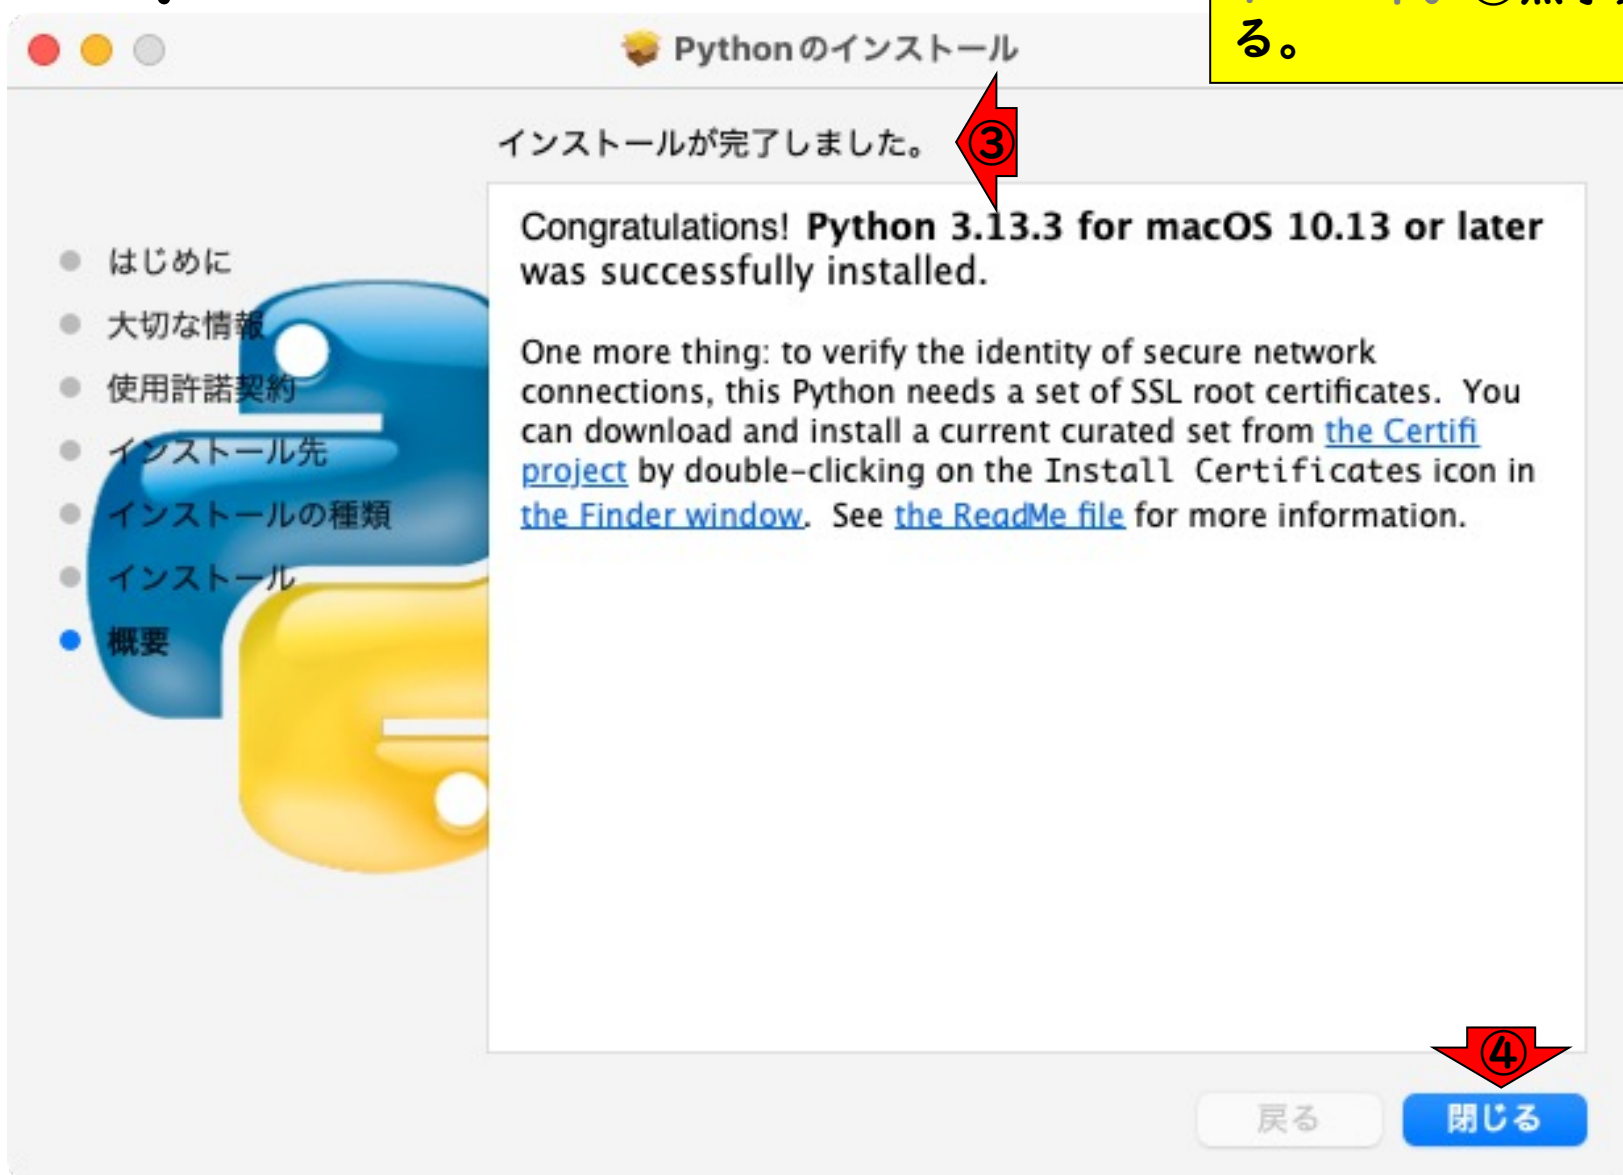 る。
Pythonのインストール
インストールが完了しました。
③
Congratulations! Python 3.13.3 for macOS 10.13 or later
was successfully installed.
はじめに
大切な情報
使用許諾契約
インストール先
インストールの種類
インストール
概要
One more thing: to verify the identity of secure network
connections, this Python needs a set of SSL root certificates. You
can download and install a current curated set from the Certifi
project by double-clicking on the Install Certificates icon in
the Finder window. See the ReadMe file for more information.
④
戻る
閉じる